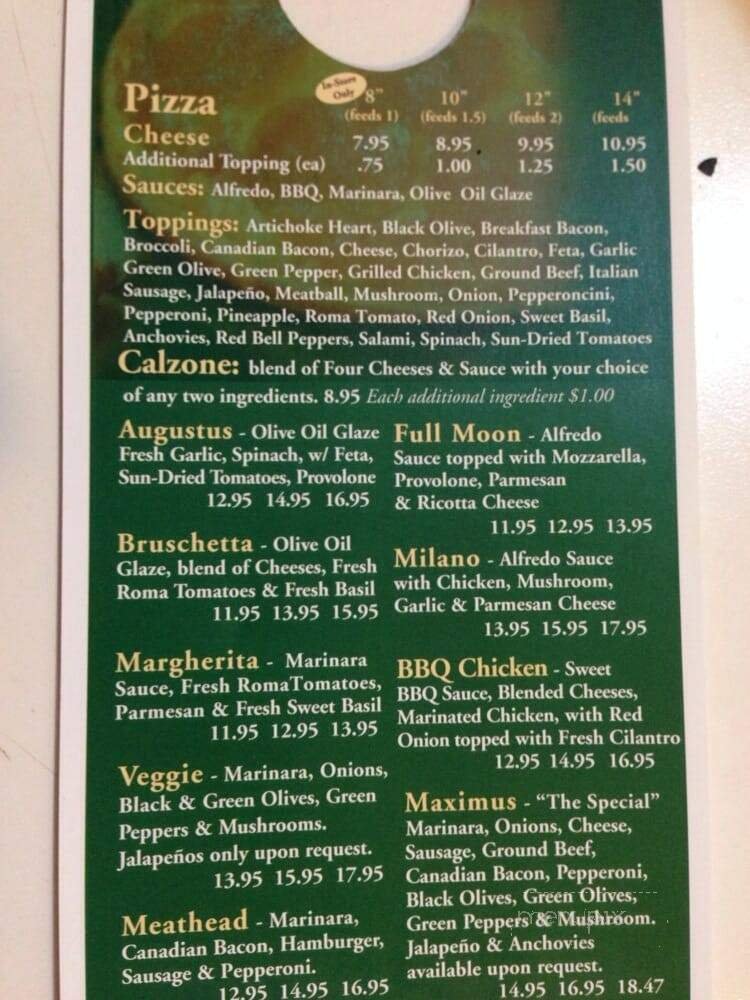 In-Store
Only
Pizza
8" 10" 12" 14"
(feeds 1) (feeds 1.5) (feeds 2) (feeds
Cheese 7.95 8.95 9.95 10.95
Additional Topping (ea) .75 1.00 1.25 1.50
Sauces: Alfredo, BBQ, Marinara, Olive Oil Glaze
Toppings: Artichoke Heart, Black Olive, Breakfast Bacon,
Broccoli, Canadian Bacon, Cheese, Chorizo, Cilantro, Feta, Garlic
Green Olive, Green Pepper, Grilled Chicken, Ground Beef, Italian
Sausage, Jalapeño, Meatball, Mushroom, Onion, Pepperoncini,
Pepperoni, Pineapple, Roma Tomato, Red Onion, Sweet Basil,
Anchovies, Red Bell Peppers, Salami, Spinach, Sun-Dried Tomatoes
Calzone: blend of Four Cheeses & Sauce with your choice
of any two ingredients. 8.95 Each additional ingredient $1.00
Augustus - Olive Oil Glaze
Fresh Garlic, Spinach, w/ Feta,
Sun-Dried Tomatoes, Provolone
12.95 14.95 16.95
Bruschetta - Olive Oil
Glaze, blend of Cheeses, Fresh
Roma Tomatoes & Fresh Basil
11.95 13.95 15.95
Margherita - Marinara
Sauce, Fresh RomaTomatoes,
Parmesan & Fresh Sweet Basil
11.95 12.95 13.95
Veggie - Marinara, Onions,
Black & Green Olives, Green
Peppers & Mushrooms.
Jalapeños only upon request.
13.95 15.95 17.95
Meathead - Marinara,
Canadian Bacon, Hamburger,
Sausage & Pepperoni.
12.95 14.95 16.95
Full Moon - Alfredo
Sauce topped with Mozzarella,
Provolone, Parmesan
& Ricotta Cheese
11.95 12.95 13.95
Milano - Alfredo Sauce
with Chicken, Mushroom,
Garlic & Parmesan Cheese
13.95 15.95 17.95
BBQ Chicken - Sweet
BBQ Sauce, Blended Cheeses,
Marinated Chicken, with Red
Onion topped with Fresh Cilantro
12.95 14.95 16.95
Maximus - “The Special”
Marinara, Onions, Cheese,
Sausage, Ground Beef,
Canadian Bacon, Pepperoni,
Black Olives, Green Olives,
Green Peppers & Mushroom.
Jalapeño & Anchovies
available upon request.
14.95 16.95 18.47